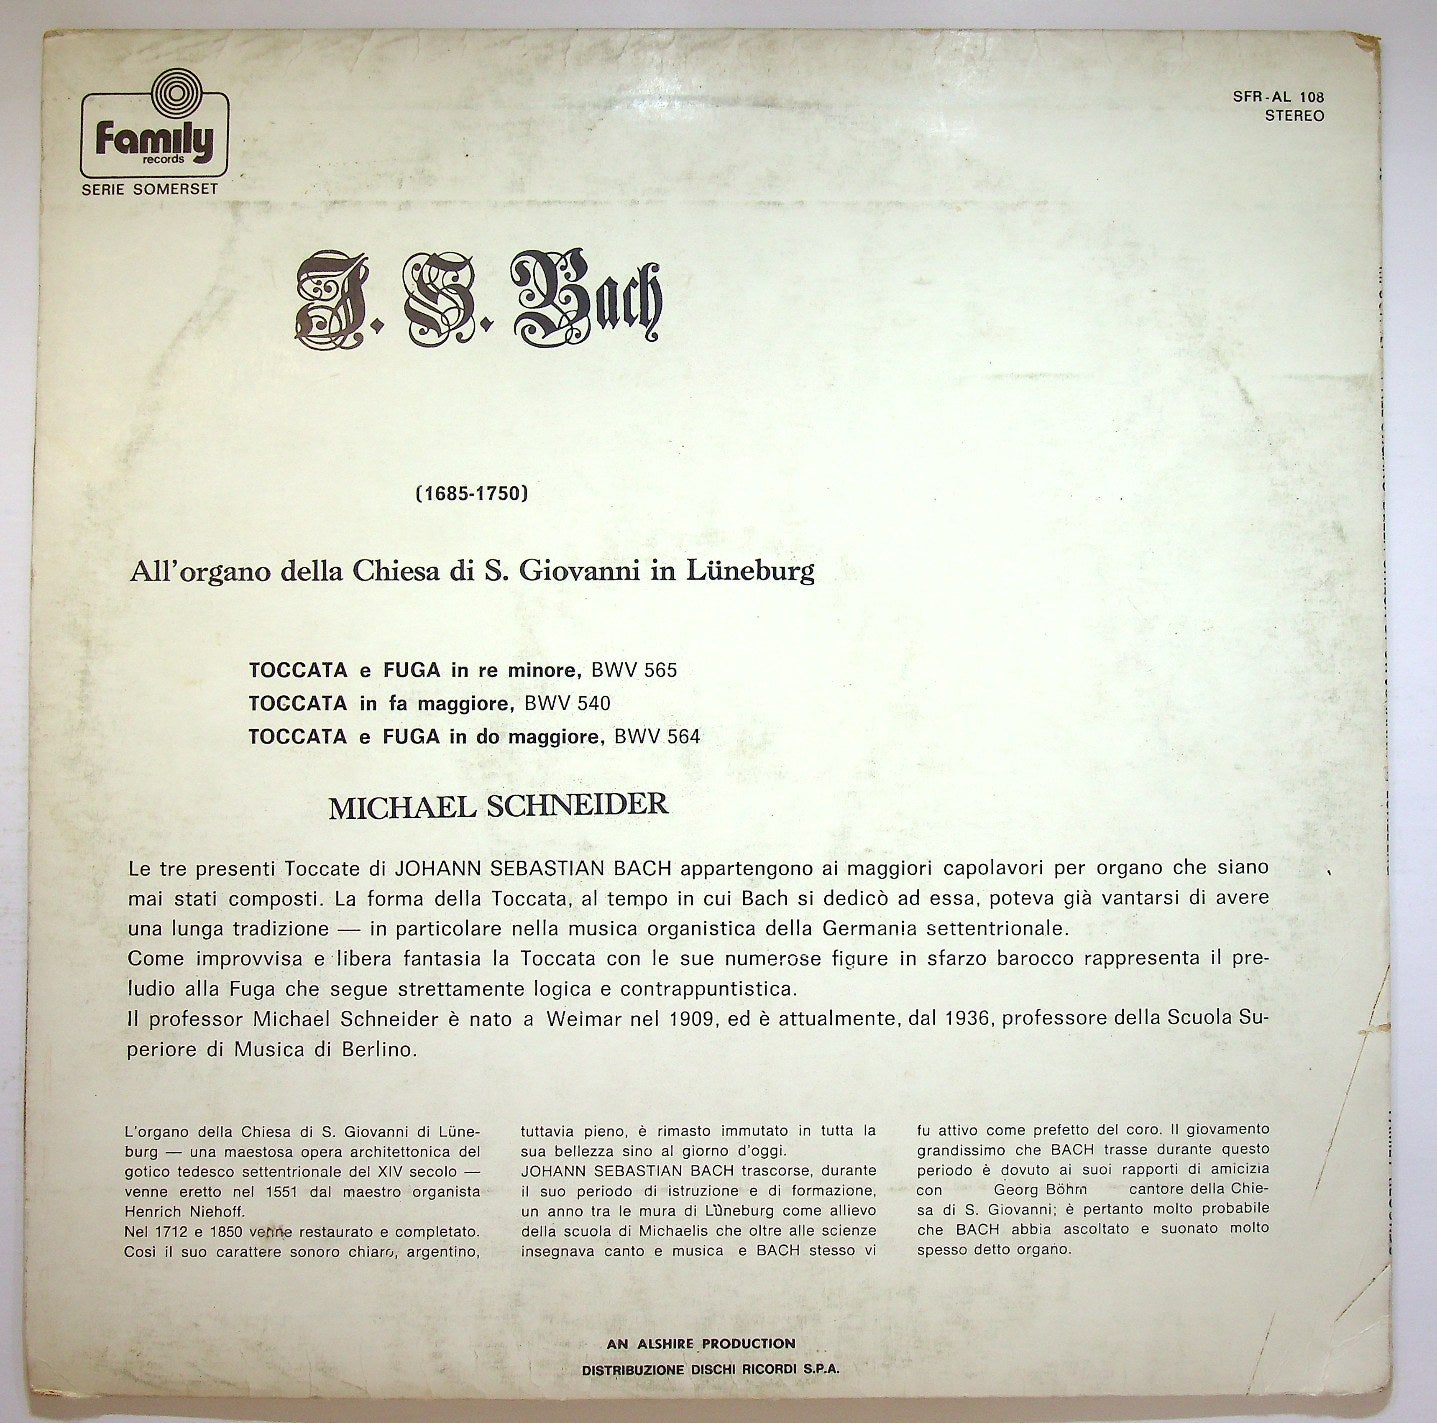 Family
records
SERIE SOMERSET
SFR-AL 108
STEREO
J. S. Bach
(1685-1750)
All'organo della Chiesa di S. Giovanni in Lüneburg
TOCCATA e FUGA in re minore, BWV 565
TOCCATA in fa maggiore, BWV 540
TOCCATA e FUGA in do maggiore, BWV 564
MICHAEL SCHNEIDER
Le tre presenti Toccate di JOHANN SEBASTIAN BACH appartengono ai maggiori capolavori per organo che siano
mai stati composti. La forma della Toccata, al tempo in cui Bach si dedicò ad essa, poteva già vantarsi di avere
una lunga tradizione — in particolare nella musica organistica della Germania settentrionale.
Come improvvisa e libera fantasia la Toccata con le sue numerose figure in sfarzo barocco rappresenta il pre-
ludio alla Fuga che segue strettamente logica e contrappuntistica.
Il professor Michael Schneider è nato a Weimar nel 1909, ed è attualmente, dal 1936, professore della Scuola Su-
periore di Musica di Berlino.
L'organo della Chiesa di S. Giovanni di Lüne-
burg — una maestosa opera architettonica del
gotico tedesco settentrionale del XIV secolo —
venne eretto nel 1551 dal maestro organista
Henrich Niehoff.
Nel 1712 e 1850 venne restaurato e completato.
Così il suo carattere sonoro chiaro, argentino,
tuttavia pieno, è rimasto immutato in tutta la
sua bellezza sino al giorno d'oggi.
JOHANN SEBASTIAN BACH trascorse, durante
il suo periodo di istruzione e di formazione,
un anno tra le mura di Lüneburg come allievo
della scuola di Michaelis che oltre alle scienze
insegnava canto e musica e BACH stesso vi
fu attivo come prefetto del coro. Il giovamento
grandissimo che BACH trasse durante questo
periodo è dovuto ai suoi rapporti di amicizia
con Georg Böhm cantore della Chie-
sa di S. Giovanni; è pertanto molto probabile
che BACH abbia ascoltato e suonato molto
spesso detto organo.
AN ALSHIRE PRODUCTION
DISTRIBUZIONE DISCHI RICORDI S.P.A.